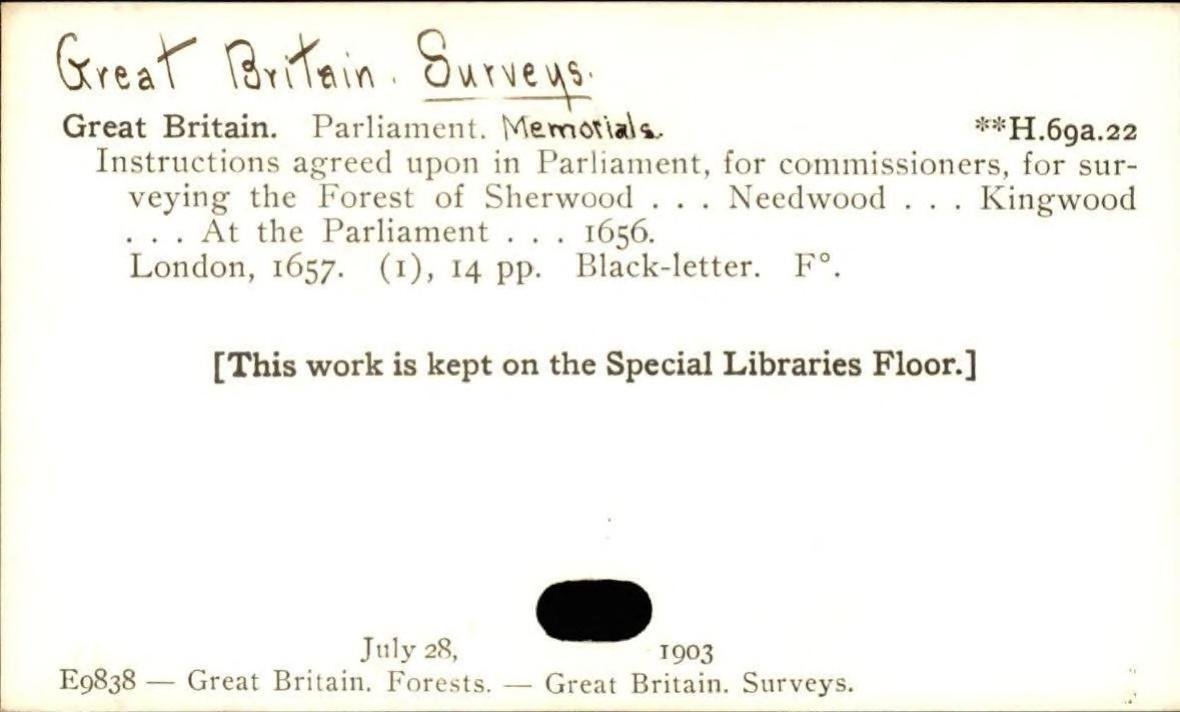 Great Britain. Surveys.
Great Britain. Parliament. Memorials. **H.69a.22
Instructions agreed upon in Parliament, for commissioners, for sur-
veying the Forest of Sherwood . . . Needwood . . . Kingwood
. . . At the Parliament . . . 1656.
London, 1657. (1), 14 pp. Black-letter. F°.
[This work is kept on the Special Libraries Floor.]
July 28, 1903
E9838 — Great Britain. Forests. — Great Britain. Surveys.